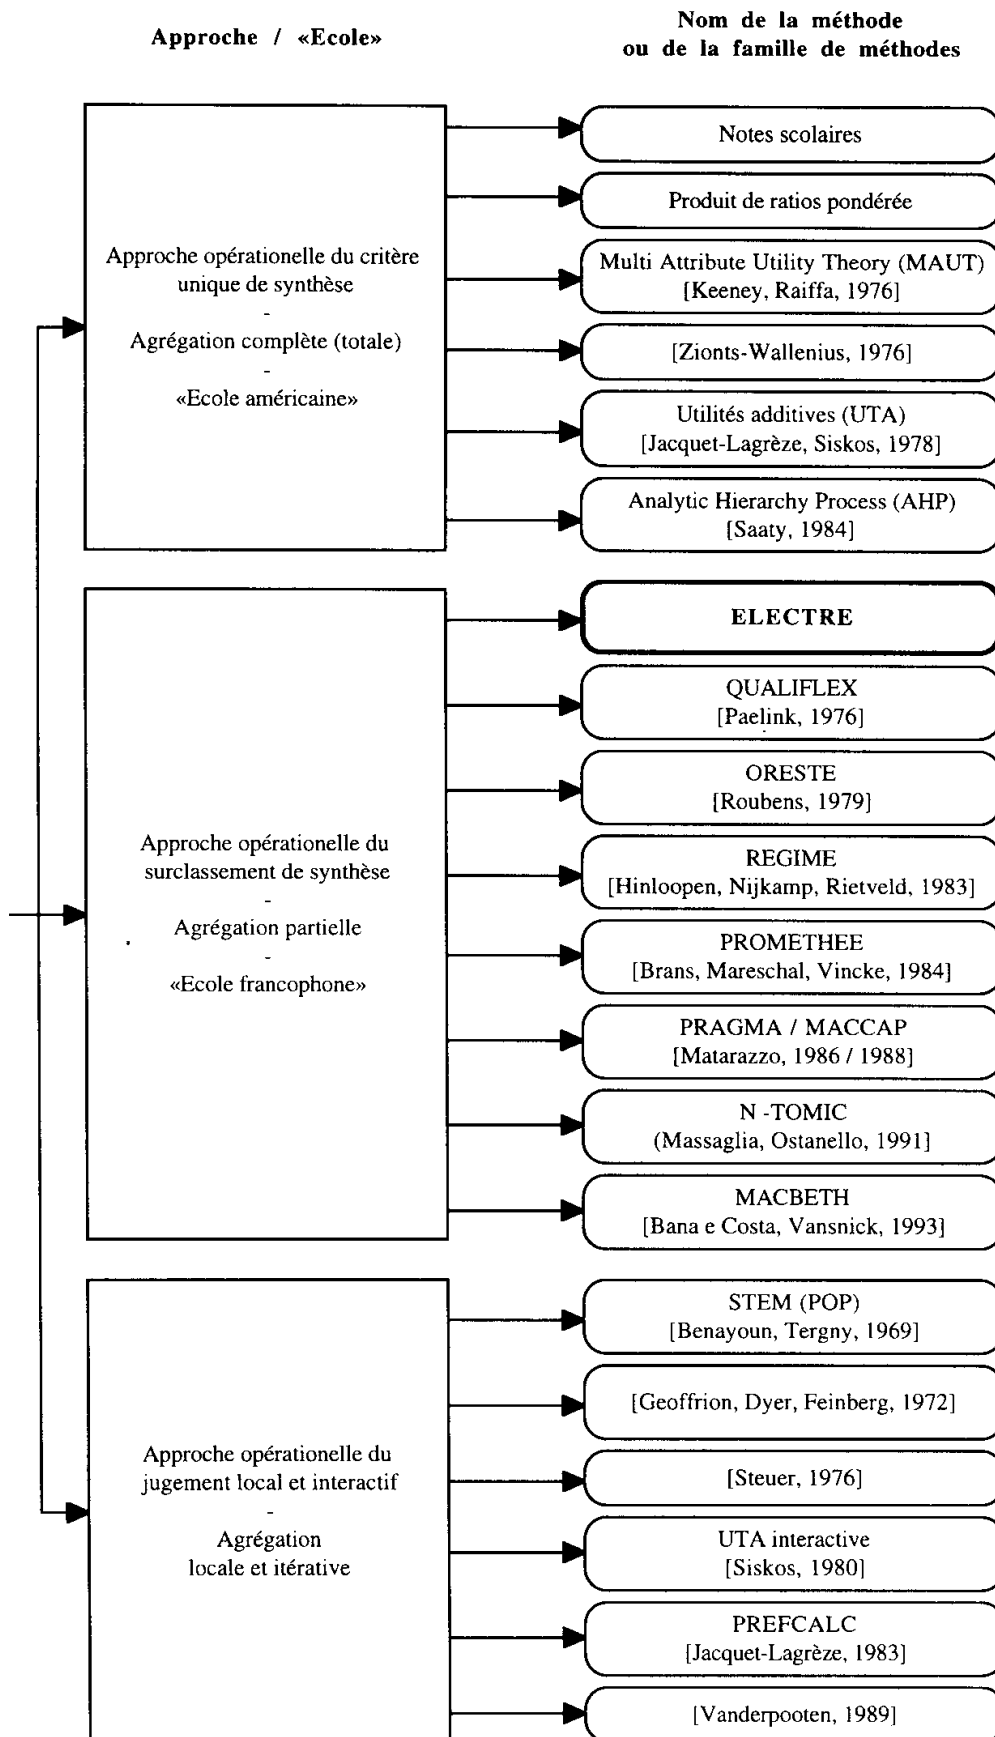 Approche / «Ecole»
Nom de la méthode
ou de la famille de méthodes
Approche opérationelle du critère
unique de synthèse
-
Agrégation complète (totale)
-
«Ecole américaine»
Notes scolaires
Produit de ratios pondérée
Multi Attribute Utility Theory (MAUT)
[Keeney, Raiffa, 1976]
[Zionts-Wallenius, 1976]
Utilités additives (UTA)
[Jacquet-Lagrèze, Siskos, 1978]
Analytic Hierarchy Process (AHP)
[Saaty, 1984]
Approche opérationelle du
surclassement de synthèse
-
Agrégation partielle
-
«Ecole francophone»
ELECTRE
QUALIFLEX
[Paelink, 1976]
ORESTE
[Roubens, 1979]
REGIME
[Hinloopen, Nijkamp, Rietveld, 1983]
PROMETHEE
[Brans, Mareschal, Vincke, 1984]
PRAGMA / MACCAP
[Matarazzo, 1986 / 1988]
N -TOMIC
(Massaglia, Ostanello, 1991]
MACBETH
[Bana e Costa, Vansnick, 1993]
Approche opérationelle du
jugement local et interactif
-
Agrégation
locale et itérative
STEM (POP)
[Benayoun, Tergny, 1969]
[Geoffrion, Dyer, Feinberg, 1972]
[Steuer, 1976]
UTA interactive
[Siskos, 1980]
PREFCALC
[Jacquet-Lagrèze, 1983]
[Vanderpooten, 1989]